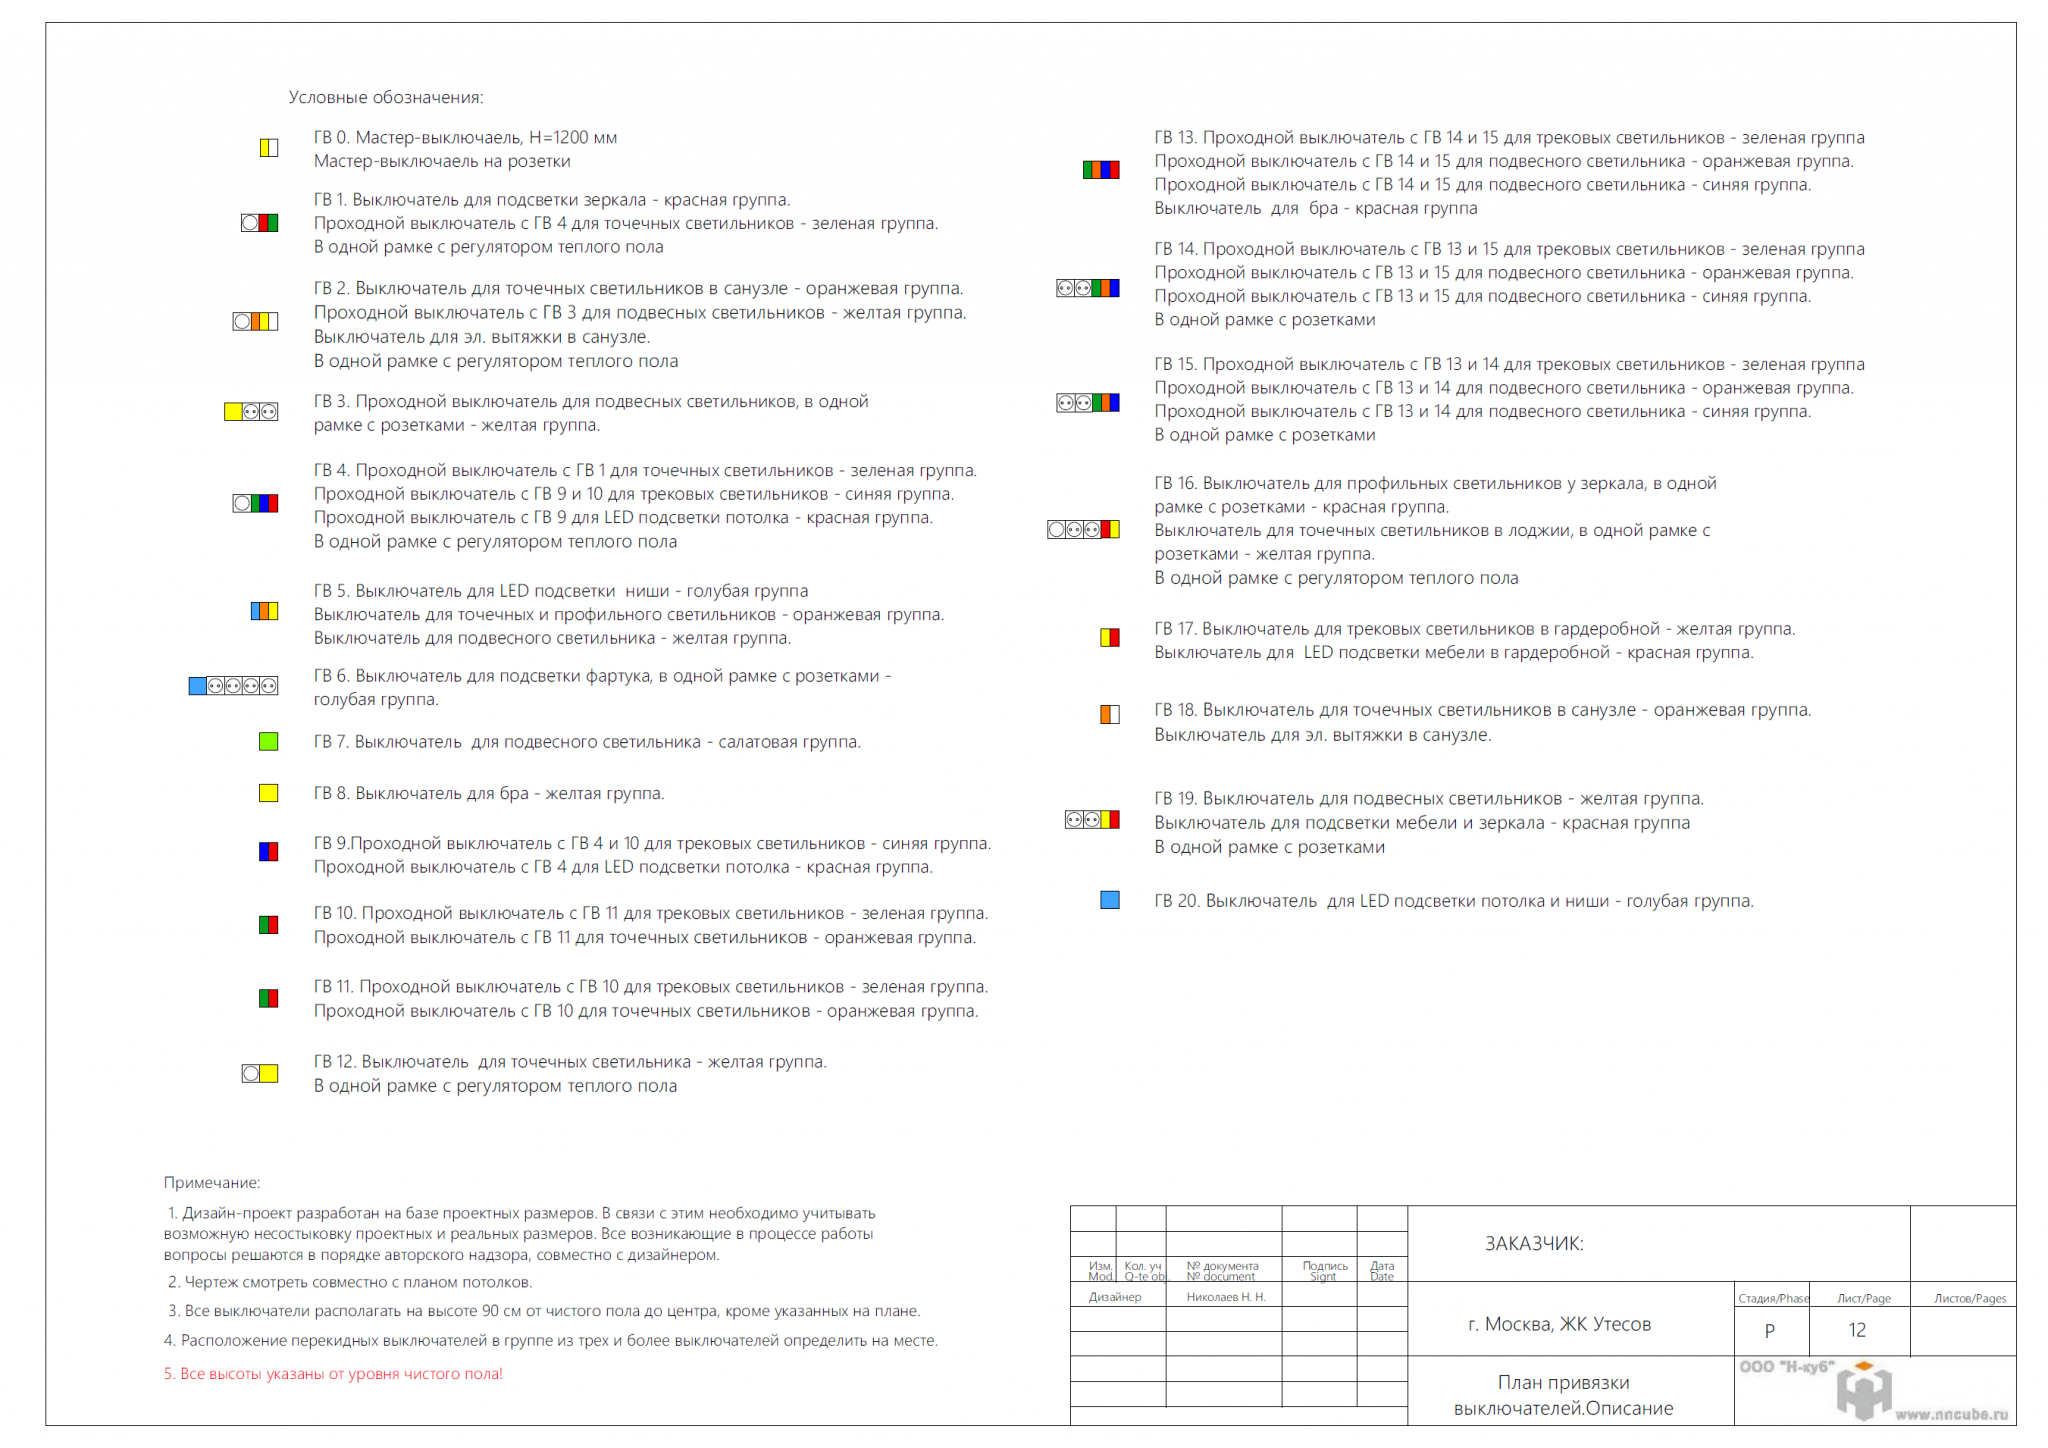 Условные обозначения:
ГВ 0. Мастер-выключаель, Н=1200 мм
Мастер-выключаель на розетки
ГВ 1. Выключатель для подсветки зеркала - красная группа.
Проходной выключатель с ГВ 4 для точечных светильников - зеленая группа.
В одной рамке с регулятором теплого пола
ГВ 2. Выключатель для точечных светильников в санузле - оранжевая группа.
Проходной выключатель с ГВ 3 для подвесных светильников - желтая группа.
Выключатель для эл. вытяжки в санузле.
В одной рамке с регулятором теплого пола
ГВ 3. Проходной выключатель для подвесных светильников, в одной
рамке с розетками - желтая группа.
ГВ 4. Проходной выключатель с ГВ 1 для точечных светильников - зеленая группа.
Проходной выключатель с ГВ 9 и 10 для трековых светильников - синяя группа.
Проходной выключатель с ГВ 9 для LED подсветки потолка - красная группа.
В одной рамке с регулятором теплого пола
ГВ 5. Выключатель для LED подсветки  ниши - голубая группа
Выключатель для точечных и профильного светильников - оранжевая группа.
Выключатель для подвесного светильника - желтая группа.
ГВ 6. Выключатель для подсветки фартука, в одной рамке с розетками -
голубая группа.
ГВ 7. Выключатель  для подвесного светильника - салатовая группа.
ГВ 8. Выключатель для бра - желтая группа.
ГВ 9.Проходной выключатель с ГВ 4 и 10 для трековых светильников - синяя группа.
Проходной выключатель с ГВ 4 для LED подсветки потолка - красная группа.
ГВ 10. Проходной выключатель с ГВ 11 для трековых светильников - зеленая группа.
Проходной выключатель с ГВ 11 для точечных светильников - оранжевая группа.
ГВ 11. Проходной выключатель с ГВ 10 для трековых светильников - зеленая группа.
Проходной выключатель с ГВ 10 для точечных светильников - оранжевая группа.
ГВ 12. Выключатель  для точечных светильника - желтая группа.
В одной рамке с регулятором теплого пола
ГВ 13. Проходной выключатель с ГВ 14 и 15 для трековых светильников - зеленая группа
Проходной выключатель с ГВ 14 и 15 для подвесного светильника - оранжевая группа.
Проходной выключатель с ГВ 14 и 15 для подвесного светильника - синяя группа.
Выключатель  для  бра - красная группа
ГВ 14. Проходной выключатель с ГВ 13 и 15 для трековых светильников - зеленая группа
Проходной выключатель с ГВ 13 и 15 для подвесного светильника - оранжевая группа.
Проходной выключатель с ГВ 13 и 15 для подвесного светильника - синяя группа.
В одной рамке с розетками
ГВ 15. Проходной выключатель с ГВ 13 и 14 для трековых светильников - зеленая группа
Проходной выключатель с ГВ 13 и 14 для подвесного светильника - оранжевая группа.
Проходной выключатель с ГВ 13 и 14 для подвесного светильника - синяя группа.
В одной рамке с розетками
ГВ 16. Выключатель для профильных светильников у зеркала, в одной
рамке с розетками - красная группа.
Выключатель для точечных светильников в лоджии, в одной рамке с
розетками - желтая группа.
В одной рамке с регулятором теплого пола
ГВ 17. Выключатель для трековых светильников в гардеробной - желтая группа.
Выключатель для  LED подсветки мебели в гардеробной - красная группа.
ГВ 18. Выключатель для точечных светильников в санузле - оранжевая группа.
Выключатель для эл. вытяжки в санузле.
ГВ 19. Выключатель для подвесных светильников - желтая группа.
Выключатель для подсветки мебели и зеркала - красная группа
В одной рамке с розетками
ГВ 20. Выключатель  для LED подсветки потолка и ниши - голубая группа.
Примечание:
1. Дизайн-проект разработан на базе проектных размеров. В связи с этим необходимо учитывать
возможную несостыковку проектных и реальных размеров. Все возникающие в процессе работы
вопросы решаются в порядке авторского надзора, совместно с дизайнером.
2. Чертеж смотреть совместно с планом потолков.
3. Все выключатели располагать на высоте 90 см от чистого пола до центра, кроме указанных на плане.
4. Расположение перекидных выключателей в группе из трех и более выключателей определить на месте.
5. Все высоты указаны от уровня чистого пола!
ЗАКАЗЧИК:
Изм. Кол. уч № документа Подпись Дата
Mod. Q-te obj. № document Signt Date
Дизайнер Николаев Н. Н.
г. Москва, ЖК Утесов
Стадия/Phase Лист/Page Листов/Pages
Р 12
План привязки
выключателей.Описание
ООО "Н-куб"
www.nncube.ru